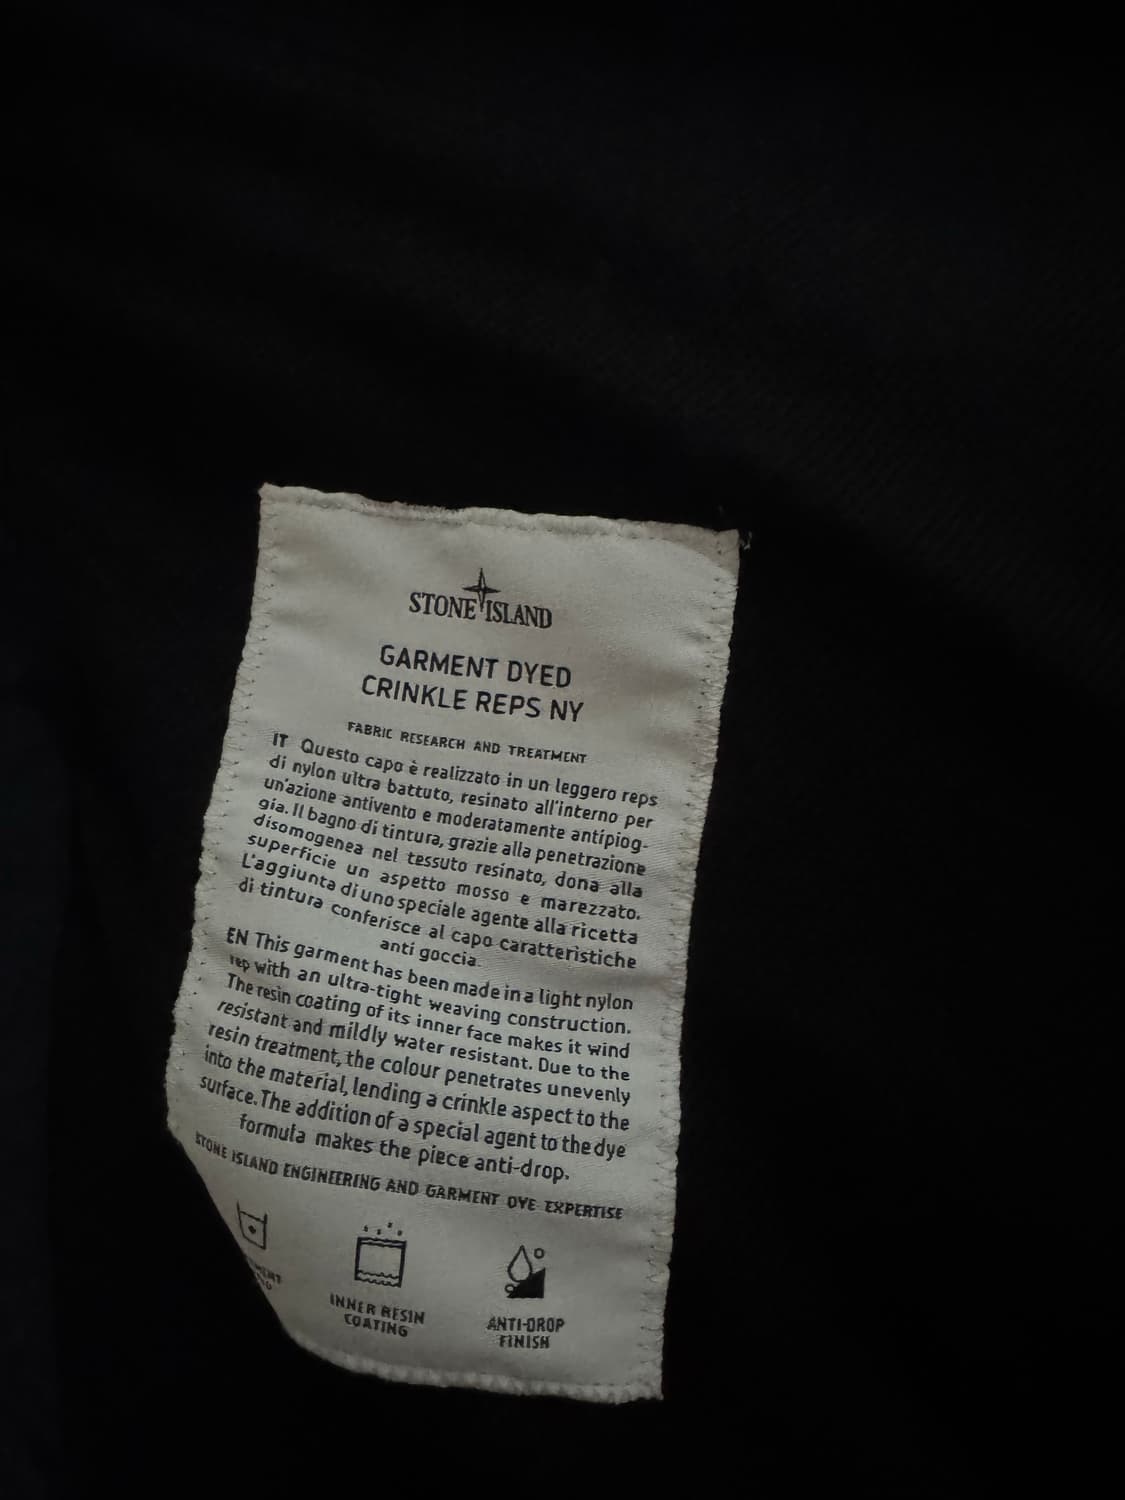 STONE ISLAND
GARMENT DYED
CRINKLE REPS NY
FABRIC RESEARCH AND TREATMENT
IT Questo capo è realizzato in un leggero reps
di nylon ultra battuto, resinato all'interno per
un'azione antivento e moderatamente antipiog-
gia. Il bagno di tintura, grazie alla penetrazione
disomogenea nel tessuto resinato, dona alla
superficie un aspetto mosso e marezzato.
L'aggiunta di uno speciale agente alla ricetta
di tintura conferisce al capo caratteristiche
anti goccia.
EN This garment has been made in a light nylon
rep with an ultra-tight weaving construction.
The resin coating of its inner face makes it wind
resistant and mildly water resistant. Due to the
resin treatment, the colour penetrates unevenly
into the material, lending a crinkle aspect to the
surface. The addition of a special agent to the dye
formula makes the piece anti-drop.
STONE ISLAND ENGINEERING AND GARMENT DYE EXPERTISE
INNER RESIN
COATING
ANTI-DROP
FINISH